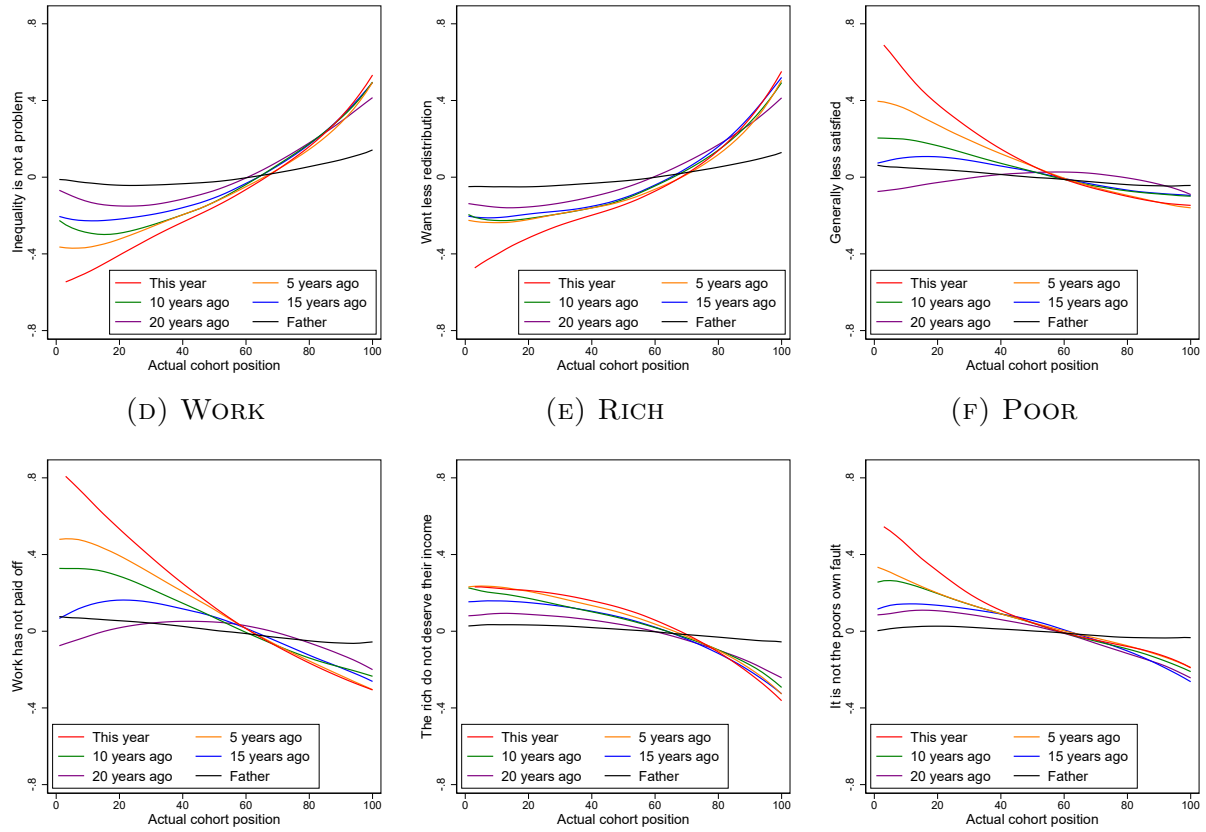 Inequality is not a problem
.8
.4
0
-.4
-.8
This year
5 years ago
10 years ago
15 years ago
20 years ago
Father
0 20 40 60 80 100
Actual cohort position
Want less redistribution
.8
.4
0
-.4
-.8
This year
5 years ago
10 years ago
15 years ago
20 years ago
Father
0 20 40 60 80 100
Actual cohort position
Generally less satisfied
.8
.4
0
-.4
-.8
This year
5 years ago
10 years ago
15 years ago
20 years ago
Father
0 20 40 60 80 100
Actual cohort position
(D) WORK
(E) RICH
(F) POOR
Work has not paid off
.8
.4
0
-.4
-.8
This year
5 years ago
10 years ago
15 years ago
20 years ago
Father
0 20 40 60 80 100
Actual cohort position
The rich do not deserve their income
.8
.4
0
-.4
-.8
This year
5 years ago
10 years ago
15 years ago
20 years ago
Father
0 20 40 60 80 100
Actual cohort position
It is not the poors own fault
.8
.4
0
-.4
-.8
This year
5 years ago
10 years ago
15 years ago
20 years ago
Father
0 20 40 60 80 100
Actual cohort position